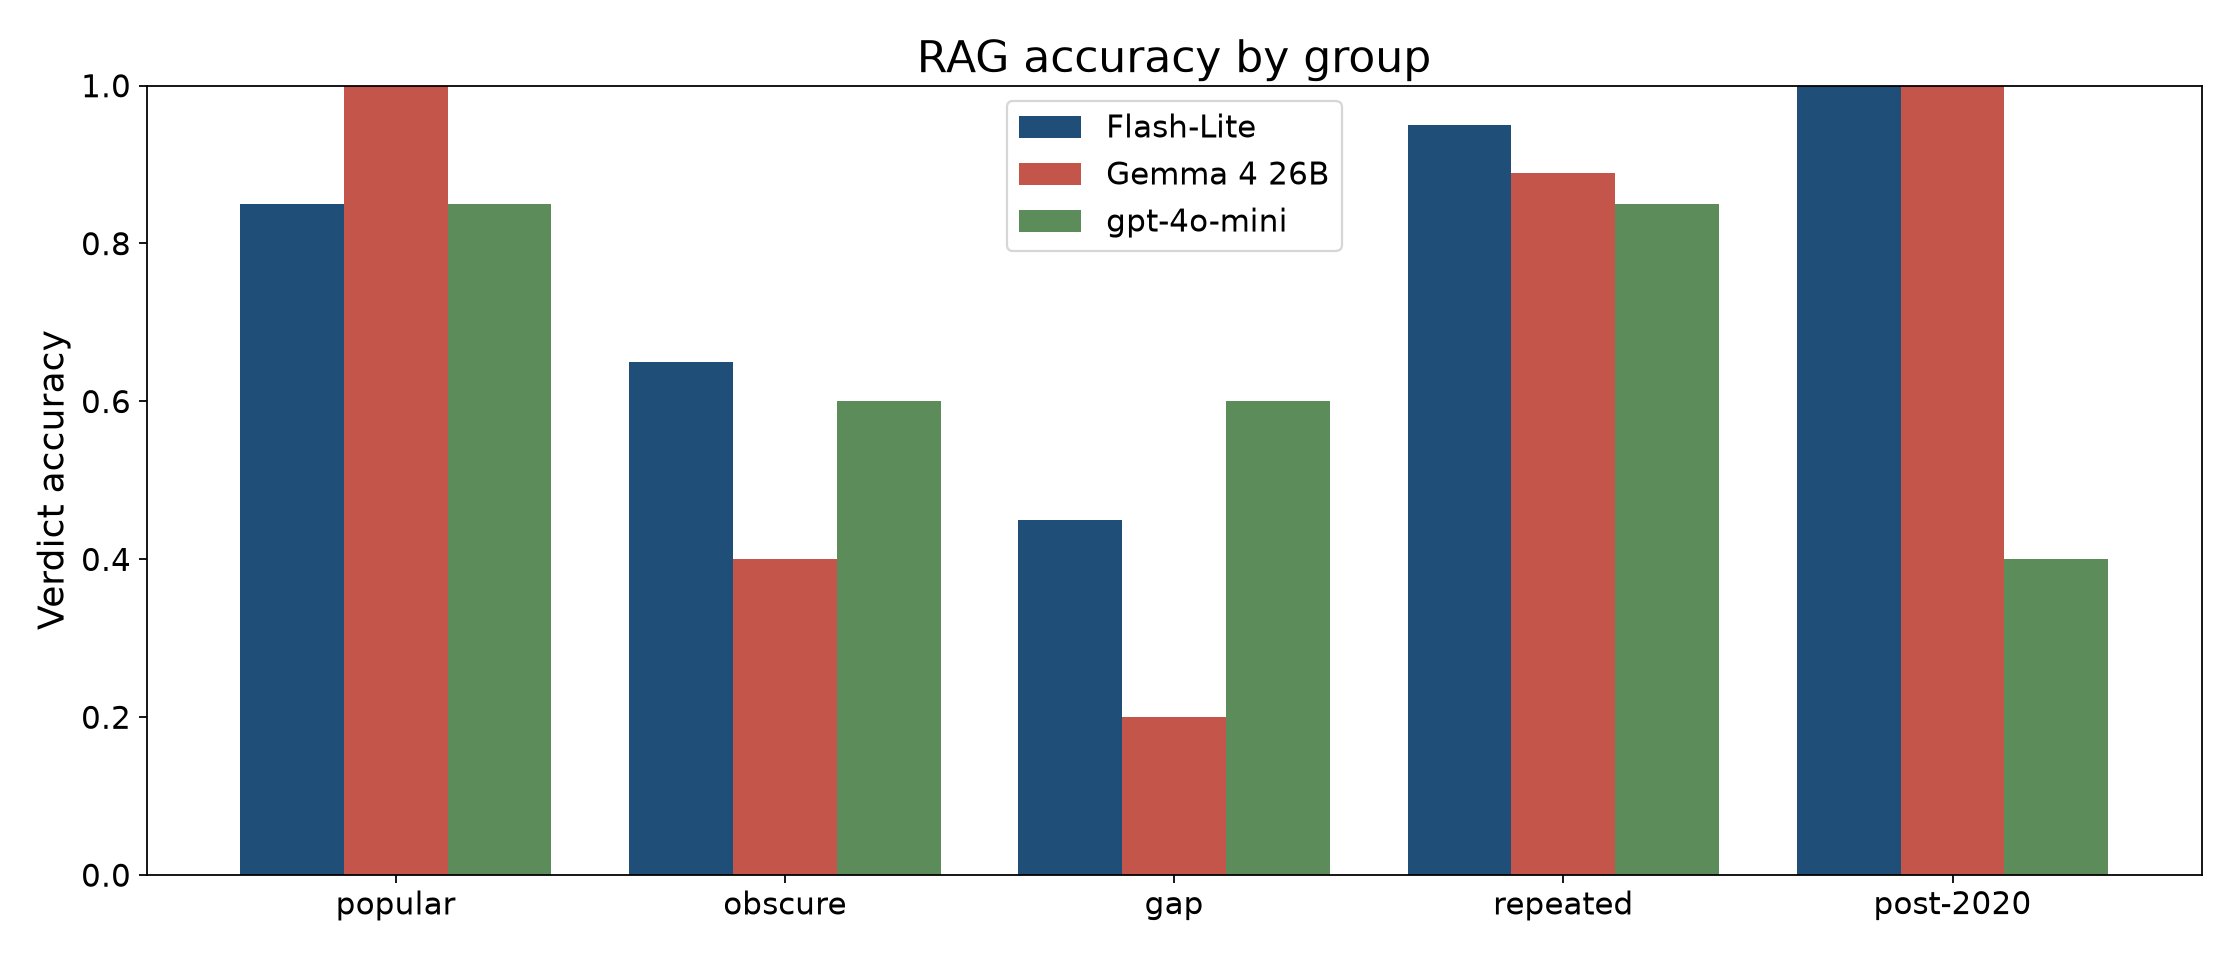 RAG accuracy by group
Verdict accuracy
1.0
0.8
0.6
0.4
0.2
0.0
Flash-Lite
Gemma 4 26B
gpt-4o-mini
popular
obscure
gap
repeated
post-2020